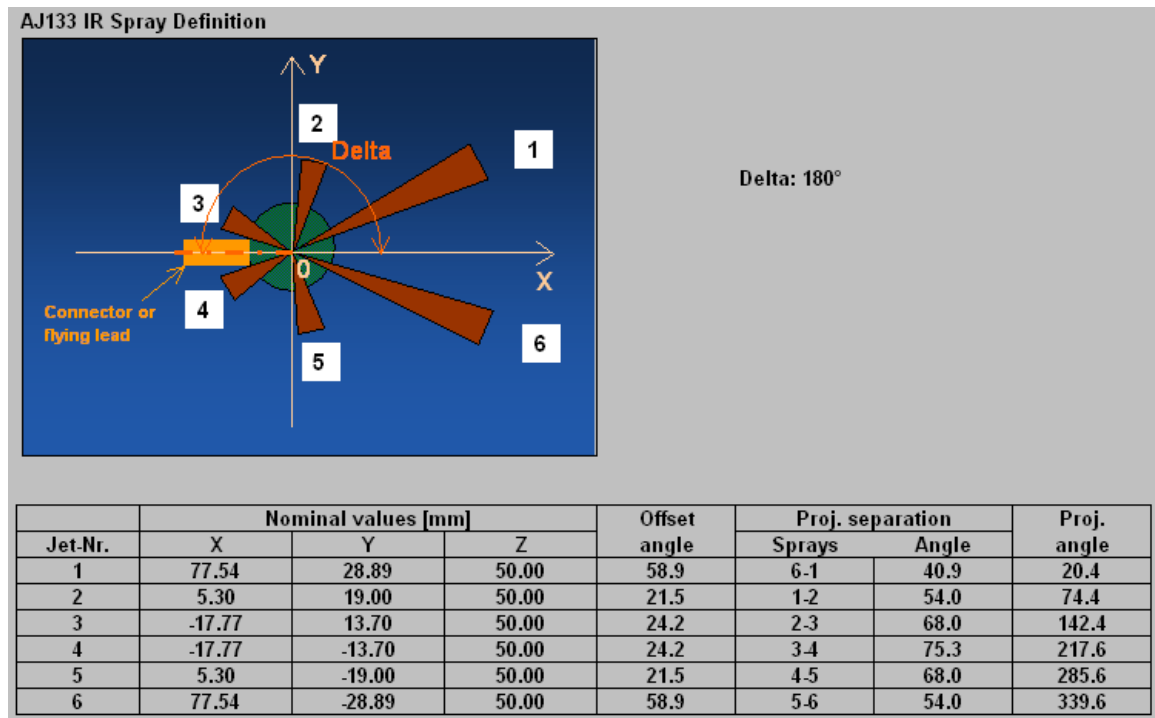 AJ133 IR Spray Definition
Y
2
Delta
1
Delta: 180°
3
0
X
Connector or
flying lead
4
6
5
Nominal values [mm] Offset Proj. separation Proj.
Jet-Nr. X Y Z angle Sprays Angle angle
1 77.54 28.89 50.00 58.9 6-1 40.9 20.4
2 5.30 19.00 50.00 21.5 1-2 54.0 74.4
3 -17.77 13.70 50.00 24.2 2-3 68.0 142.4
4 -17.77 -13.70 50.00 24.2 3-4 75.3 217.6
5 5.30 -19.00 50.00 21.5 4-5 68.0 285.6
6 77.54 -28.89 50.00 58.9 5-6 54.0 339.6